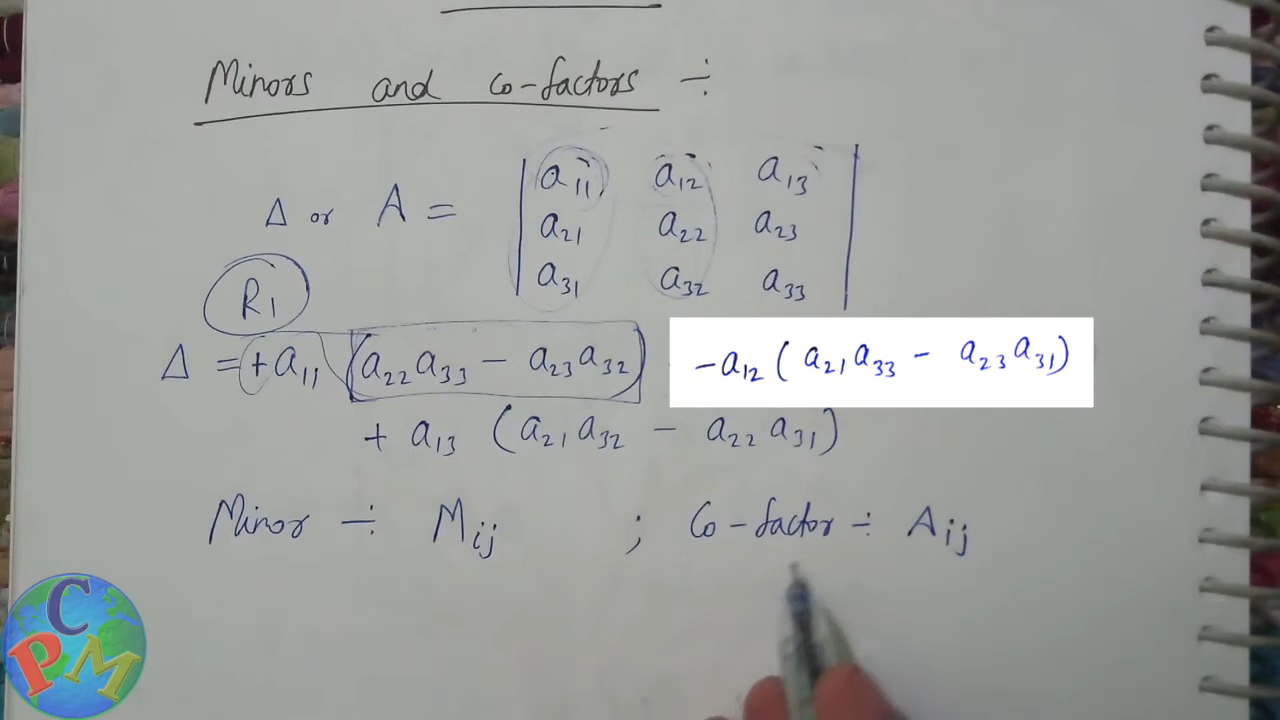 Minors and Co-factors ÷
Δ or A = | a₁₁ a₁₂ a₁₃ |
| a₂₁ a₂₂ a₂₃ |
| a₃₁ a₃₂ a₃₃ |
R₁
Δ = +a₁₁ (a₂₂a₃₃ − a₂₃a₃₂) −a₁₂ (a₂₁a₃₃ − a₂₃a₃₁)
+ a₁₃ (a₂₁a₃₂ − a₂₂a₃₁)
Minor ÷ Mᵢⱼ ; Co-factor ÷ Aᵢⱼ
C
PM